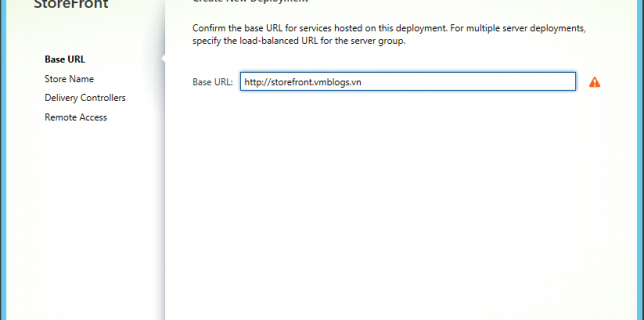 StoreFront
Create New Deployment
Confirm the base URL for services hosted on this deployment. For multiple server deployments,
specify the load-balanced URL for the server group.
Base URL
Store Name
Delivery Controllers
Remote Access
Base URL: http://storefront.vmblogs.vn